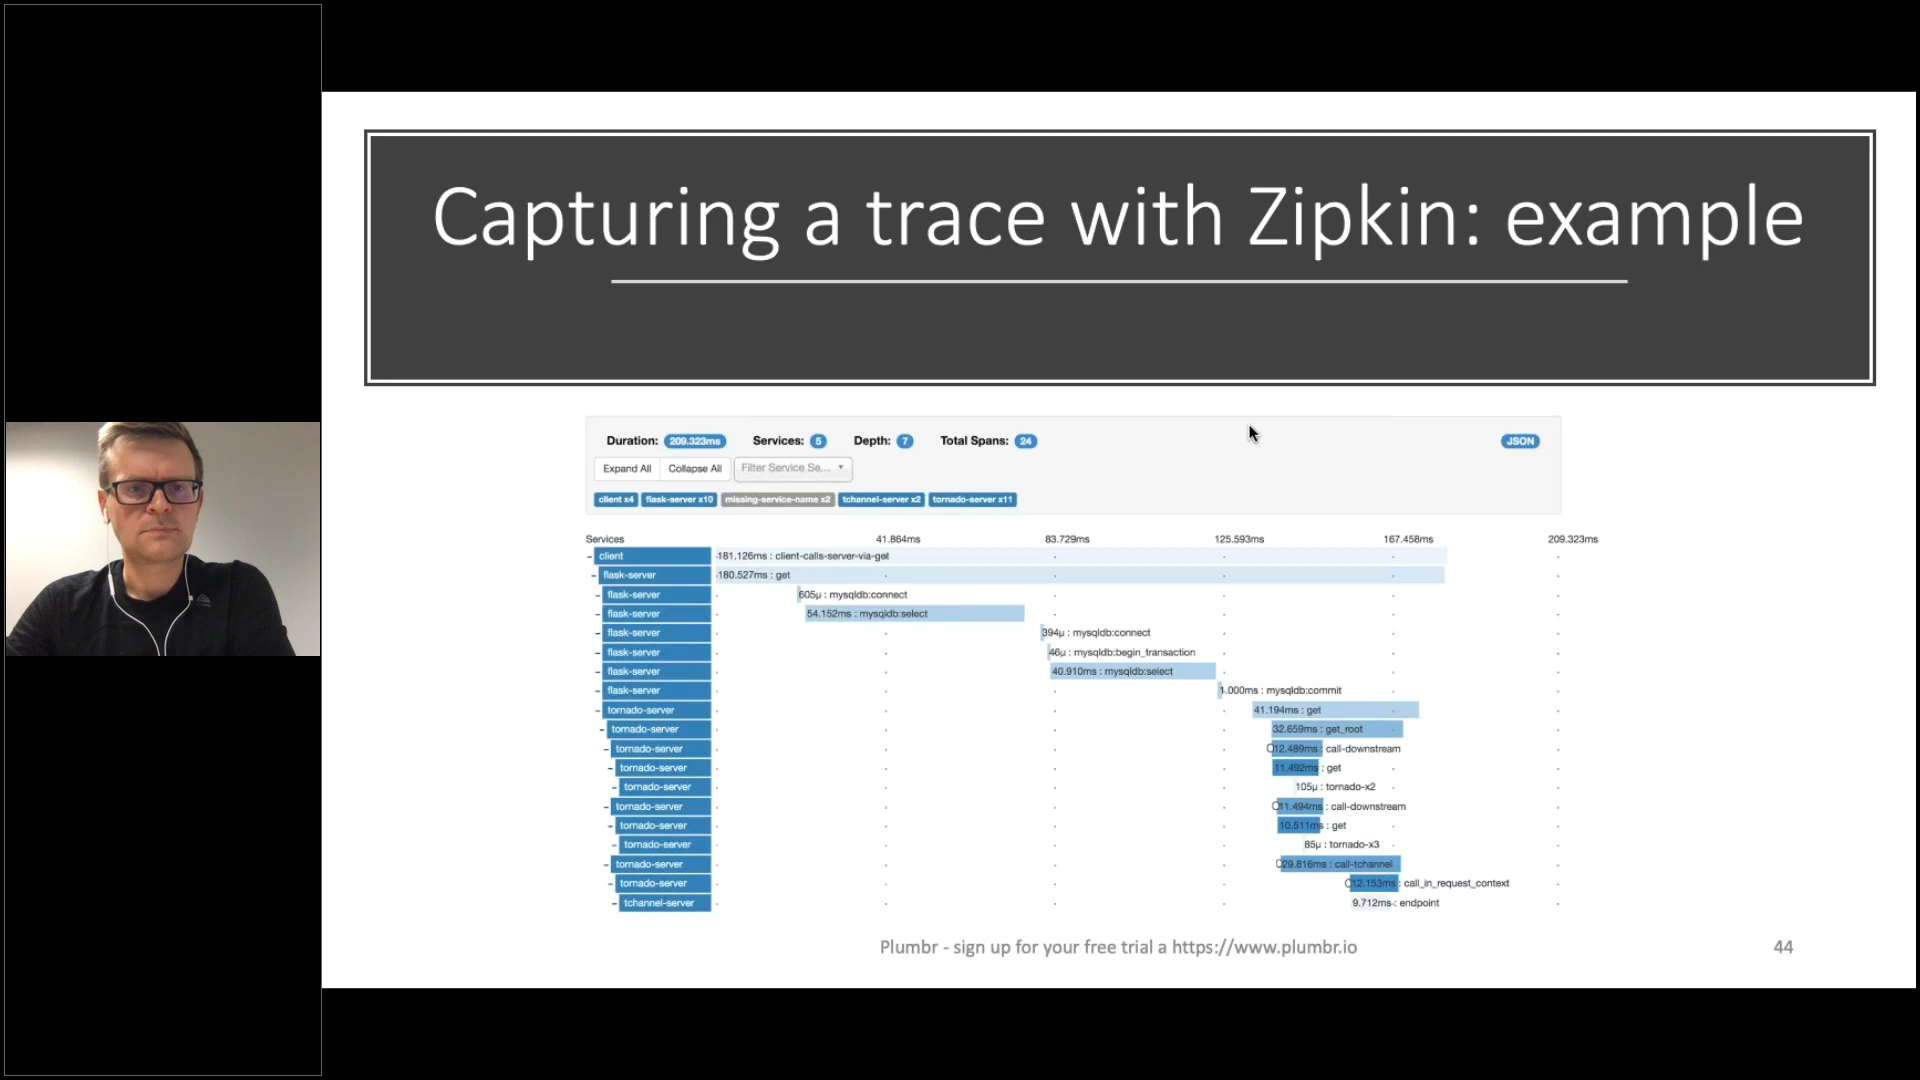 Capturing a trace with Zipkin: example
Duration: 209.323ms Services: 5 Depth: 7 Total Spans: 24 JSON
Expand All Collapse All Filter Service Se...
client x4 flask-server x10 missing-service-name x2 tchannel-server x2 tornado-server x11
Services 41.864ms 83.729ms 125.593ms 167.458ms 209.323ms
client 181.126ms : client-calls-server-via-get
flask-server 180.527ms : get
flask-server 605μ : mysqldb:connect
flask-server 54.152ms : mysqldb:select
flask-server 394μ : mysqldb:connect
flask-server 46μ : mysqldb:begin_transaction
flask-server 40.910ms : mysqldb:select
flask-server 1.000ms : mysqldb:commit
tornado-server 41.194ms : get
tornado-server 32.659ms : get_root
tornado-server 12.489ms : call-downstream
tornado-server 11.492ms : get
tornado-server 105μ : tornado-x2
tornado-server 11.494ms : call-downstream
tornado-server 10.511ms : get
tornado-server 85μ : tornado-x3
tornado-server 29.816ms : call-tchannel
tornado-server 12.153ms : call_in_request_context
tchannel-server 9.712ms : endpoint
Plumbr - sign up for your free trial a https://www.plumbr.io 44